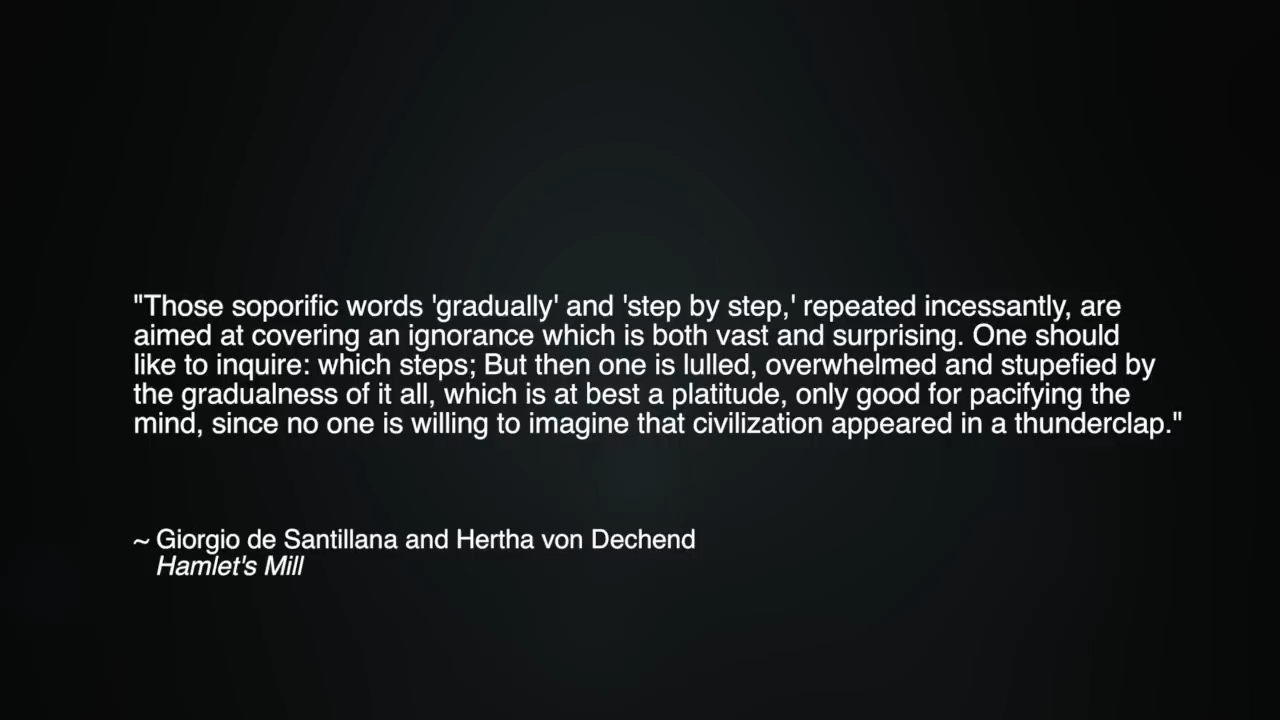 "Those soporific words 'gradually' and 'step by step,' repeated incessantly, are
aimed at covering an ignorance which is both vast and surprising. One should
like to inquire: which steps; But then one is lulled, overwhelmed and stupefied by
the gradualness of it all, which is at best a platitude, only good for pacifying the
mind, since no one is willing to imagine that civilization appeared in a thunderclap."
~ Giorgio de Santillana and Hertha von Dechend
Hamlet's Mill